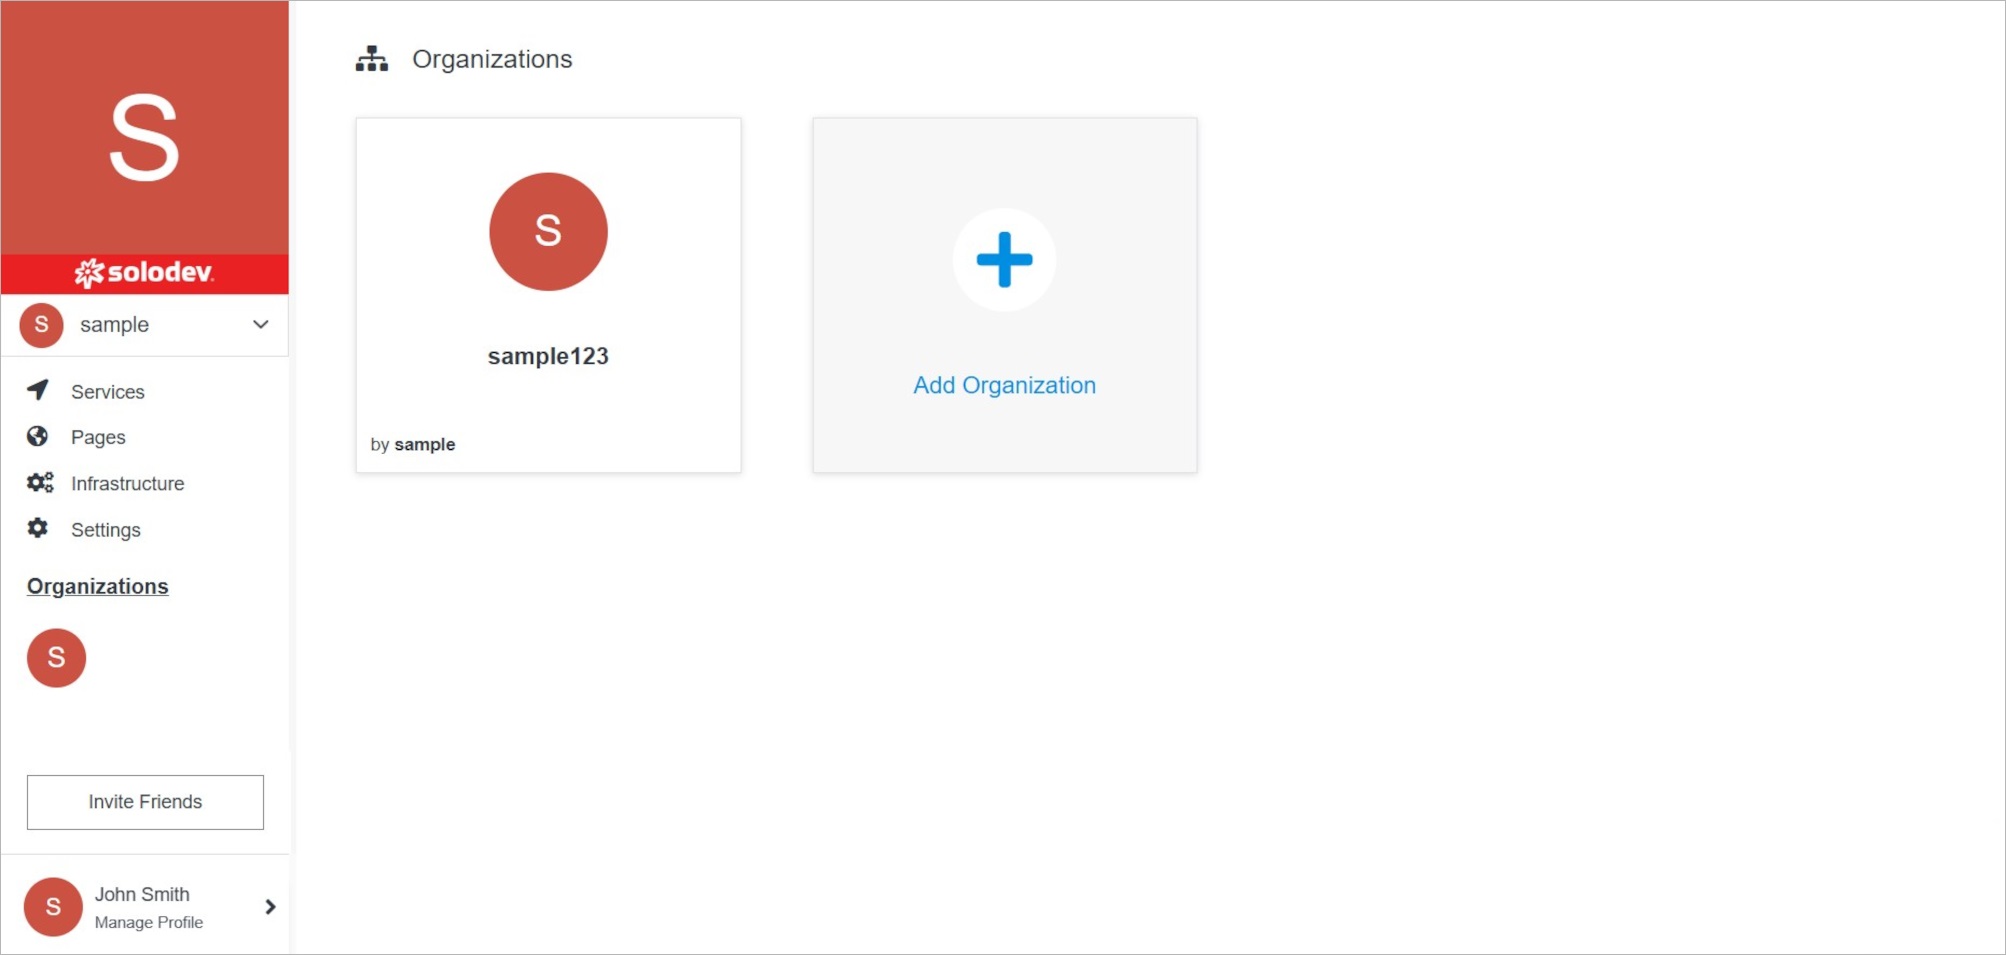 S
solodev
S sample
Services
Pages
Infrastructure
Settings
Organizations
S
Invite Friends
S
John Smith
Manage Profile
Organizations
S
sample123
by sample
Add Organization